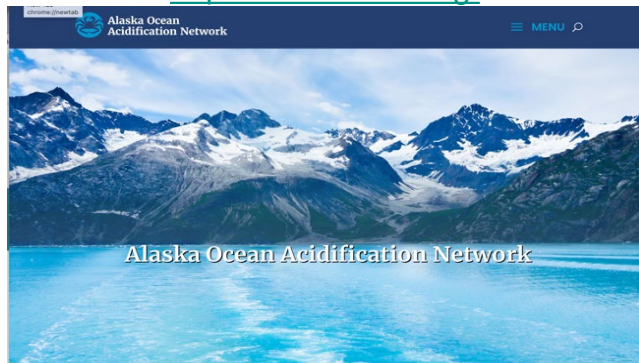 chrome://newtab
Alaska Ocean
Acidification Network
MENU
Alaska Ocean Acidification Network